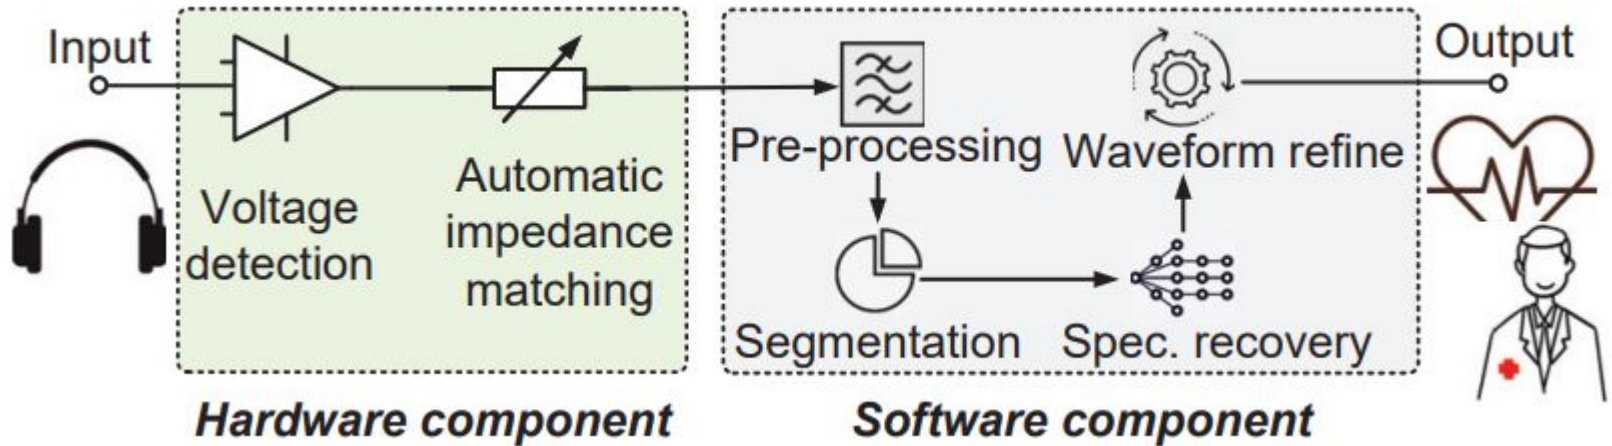 Input
Voltage
detection
Automatic
impedance
matching
Pre-processing
Segmentation
Spec. recovery
Waveform refine
Output
Hardware component
Software component